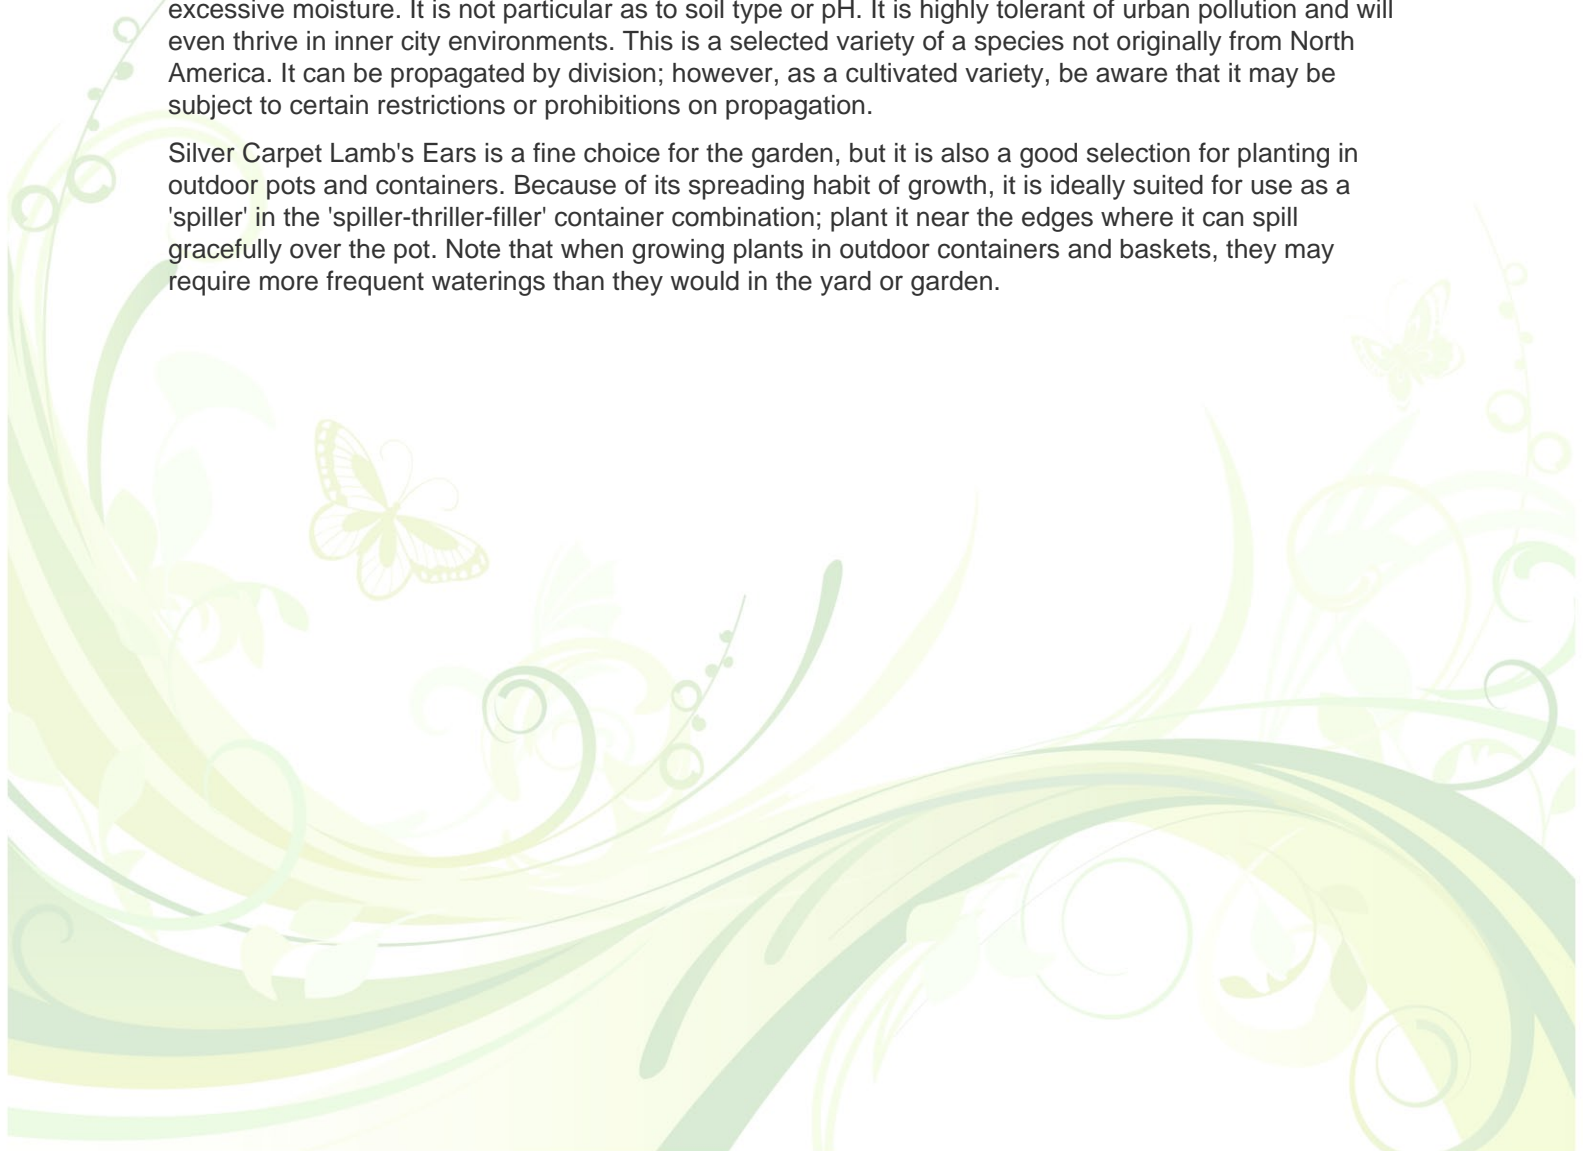 excessive moisture. It is not particular as to soil type or pH. It is highly tolerant of urban pollution and will
even thrive in inner city environments. This is a selected variety of a species not originally from North
America. It can be propagated by division; however, as a cultivated variety, be aware that it may be
subject to certain restrictions or prohibitions on propagation.
Silver Carpet Lamb's Ears is a fine choice for the garden, but it is also a good selection for planting in
outdoor pots and containers. Because of its spreading habit of growth, it is ideally suited for use as a
'spiller' in the 'spiller-thriller-filler' container combination; plant it near the edges where it can spill
gracefully over the pot. Note that when growing plants in outdoor containers and baskets, they may
require more frequent waterings than they would in the yard or garden.